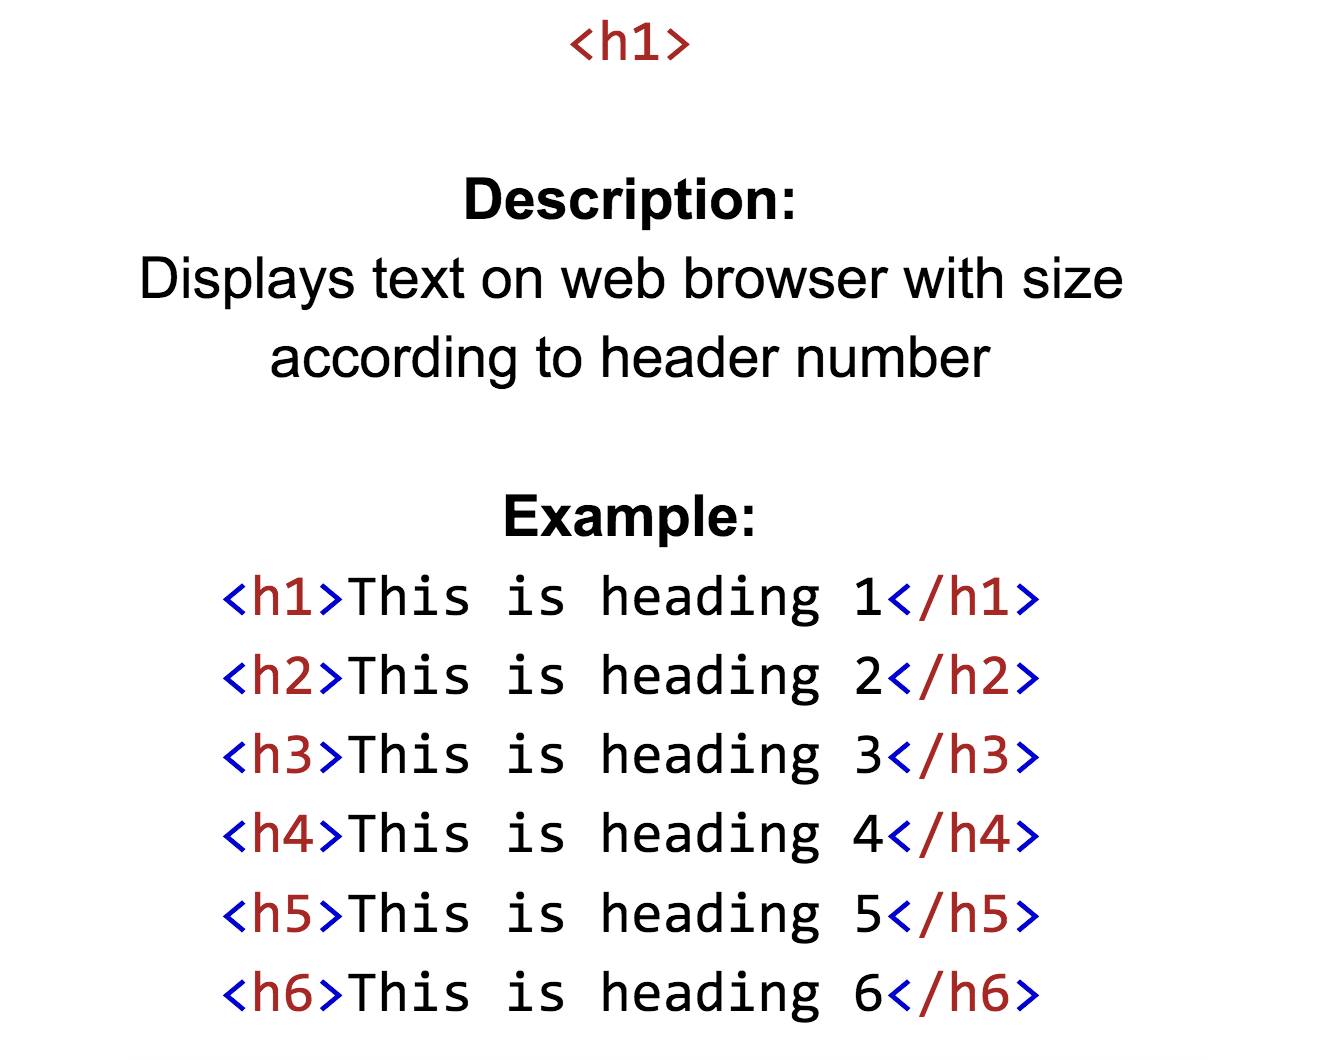 <h1>
Description:
Displays text on web browser with size
according to header number
Example:
<h1>This is heading 1</h1>
<h2>This is heading 2</h2>
<h3>This is heading 3</h3>
<h4>This is heading 4</h4>
<h5>This is heading 5</h5>
<h6>This is heading 6</h6>